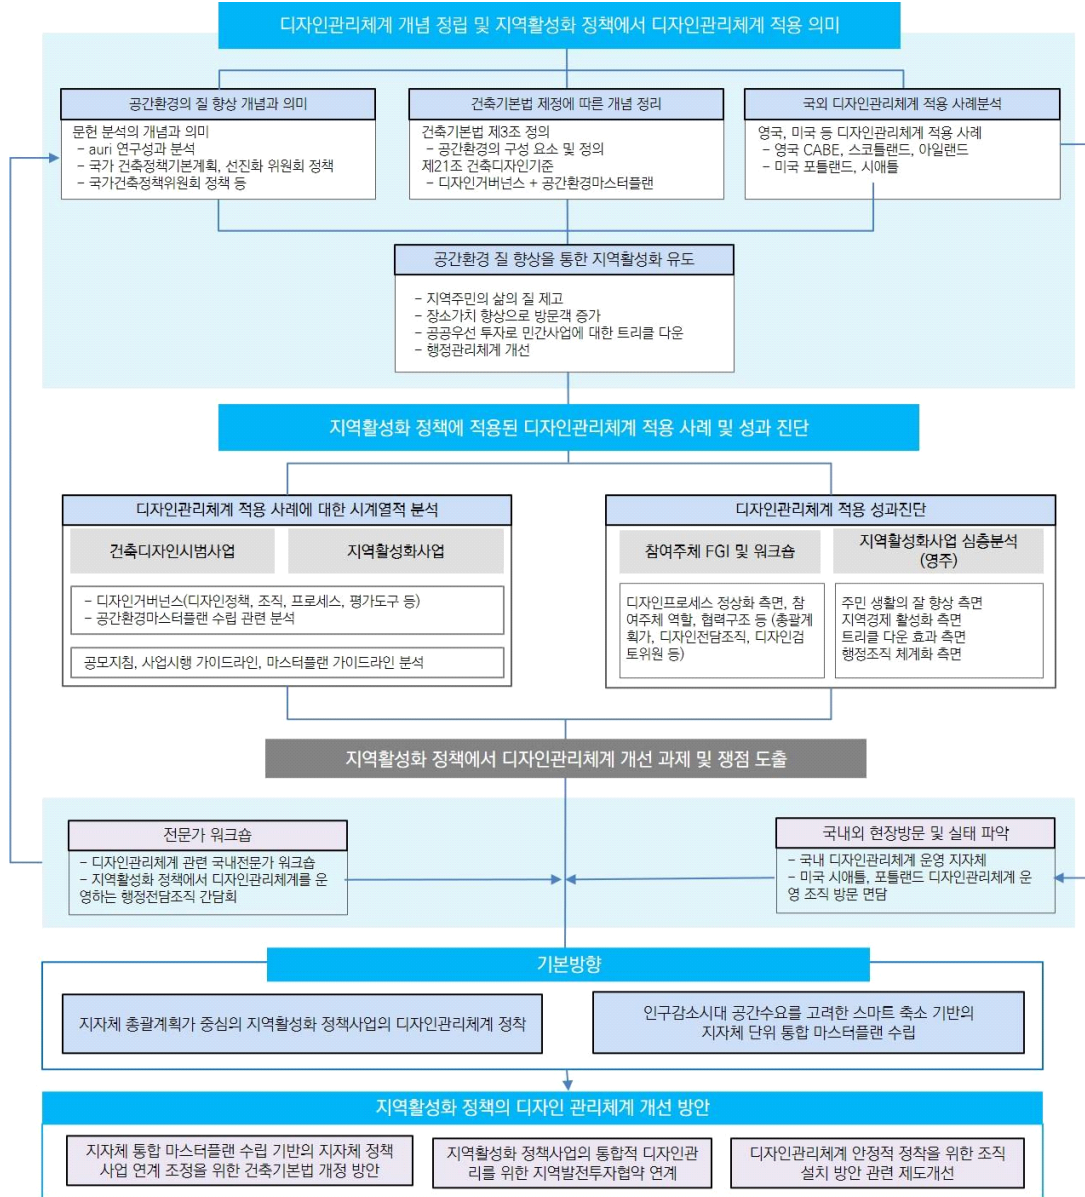 디자인관리체계 개념 정립 및 지역활성화 정책에서 디자인관리체계 적용 의미
공간환경의 질 향상 개념과 의미
문헌 분석의 개념과 의미
– auri 연구성과 분석
– 국가 건축정책기본계획, 선진화 위원회 정책
– 국가건축정책위원회 정책 등
건축기본법 제정에 따른 개념 정리
건축기본법 제3조 정의
– 공간환경의 구성 요소 및 정의
제21조 건축디자인기준
– 디자인거버넌스 + 공간환경마스터플랜
국외 디자인관리체계 적용 사례분석
영국, 미국 등 디자인관리체계 적용 사례
– 영국 CABE, 스코틀랜드, 아일랜드
– 미국 포틀랜드, 시애틀
공간환경 질 향상을 통한 지역활성화 유도
– 지역주민의 삶의 질 제고
– 장소가치 향상으로 방문객 증가
– 공공우선 투자로 민간사업에 대한 트리클 다운
– 행정관리체계 개선
지역활성화 정책에 적용된 디자인관리체계 적용 사례 및 성과 진단
디자인관리체계 적용 사례에 대한 시계열적 분석
건축디자인시범사업
지역활성화사업
– 디자인거버넌스(디자인정책, 조직, 프로세스, 평가도구 등)
– 공간환경마스터플랜 수립 관련 분석
공모지침, 사업시행 가이드라인, 마스터플랜 가이드라인 분석
디자인관리체계 적용 성과진단
참여주체 FGI 및 워크숍
지역활성화사업 심층분석
(영주)
디자인프로세스 정상화 측면, 참
여주체 역할, 협력구조 등 (총괄계
획가, 디자인전담조직, 디자인검
토위원 등)
주민 생활의 잘 향상 측면
지역경제 활성화 측면
트리클 다운 효과 측면
행정조직 체계화 측면
지역활성화 정책에서 디자인관리체계 개선 과제 및 쟁점 도출
전문가 워크숍
– 디자인관리체계 관련 국내전문가 워크숍
– 지역활성화 정책에서 디자인관리체계를 운
영하는 행정전담조직 간담회
국내외 현장방문 및 실태 파악
– 국내 디자인관리체계 운영 지자체
– 미국 시애틀, 포틀랜드 디자인관리체계 운
영 조직 방문 면담
기본방향
지자체 총괄계획가 중심의 지역활성화 정책사업의 디자인관리체계 정착
인구감소시대 공간수요를 고려한 스마트 축소 기반의
지자체 단위 통합 마스터플랜 수립
지역활성화 정책의 디자인 관리체계 개선 방안
지자체 통합 마스터플랜 수립 기반의 지자체 정책
사업 연계 조정을 위한 건축기본법 개정 방안
지역활성화 정책사업의 통합적 디자인관
리를 위한 지역발전투자협약 연계
디자인관리체계 안정적 정착을 위한 조직
설치 방안 관련 제도개선